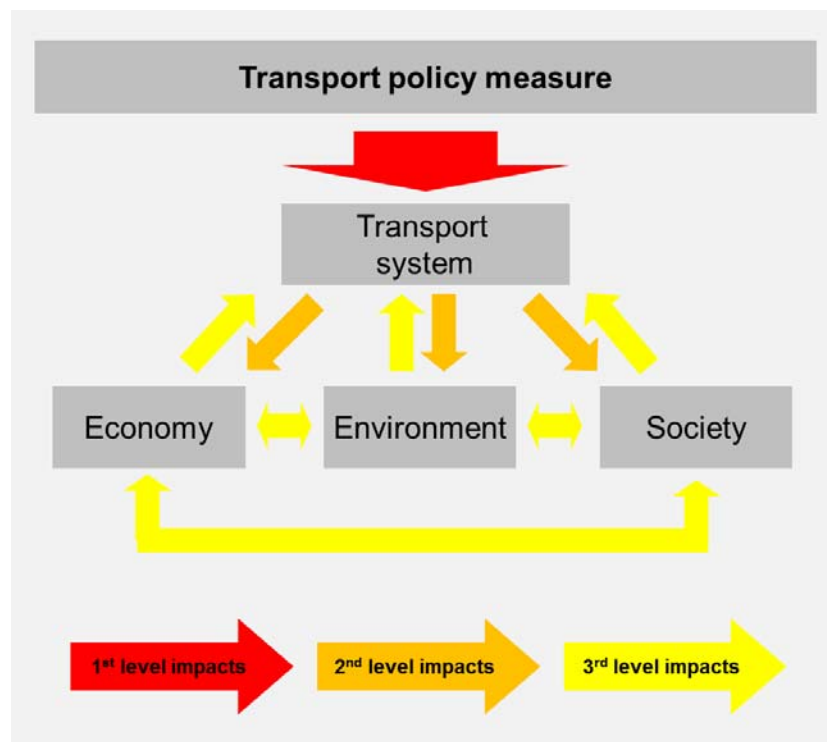 Transport policy measure
Transport
system
Economy
Environment
Society
1st level impacts
2nd level impacts
3rd level impacts